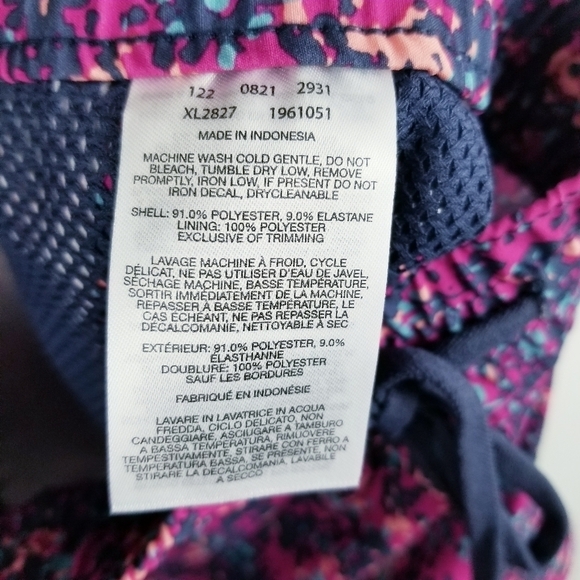 122 0821 2931
XL2827 1961051
MADE IN INDONESIA
MACHINE WASH COLD GENTLE, DO NOT
BLEACH, TUMBLE DRY LOW, REMOVE
PROMPTLY, IRON LOW, IF PRESENT DO NOT
IRON DECAL, DRYCLEANABLE
SHELL: 91.0% POLYESTER, 9.0% ELASTANE
LINING: 100% POLYESTER
EXCLUSIVE OF TRIMMING
LAVAGE MACHINE À FROID, CYCLE
DÉLICAT, NE PAS UTILISER D'EAU DE JAVEL,
SÉCHAGE MACHINE, BASSE TEMPÉRATURE,
SORTIR IMMÉDIATEMENT DE LA MACHINE,
REPASSER À BASSE TEMPÉRATURE, LE
CAS ÉCHÉANT, NE PAS REPASSER LA
DÉCALCOMANIE, NETTOYABLE À SEC
EXTÉRIEUR: 91.0% POLYESTER, 9.0%
ÉLASTHANNE
DOUBLURE: 100% POLYESTER
SAUF LES BORDURES
FABRIQUÉ EN INDONÉSIE
LAVARE IN LAVATRICE IN ACQUA
FREDDA, CICLO DELICATO, NON
CANDEGGIARE, ASCIUGARE A TAMBURO
A BASSA TEMPERATURA, RIMUOVERE
TEMPESTIVAMENTE, STIRARE CON FERRO A
TEMPERATURA BASSA, SE PRESENTE, NON
STIRARE LA DECALCOMANIA, LAVABILE
A SECCO